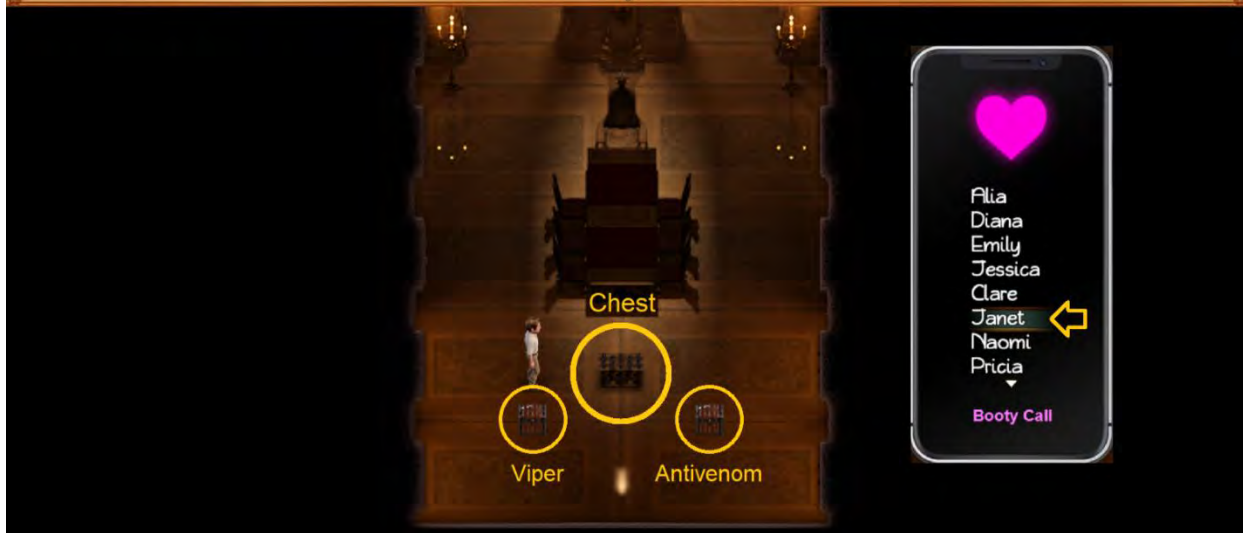 Chest
Viper
Antivenom
Alia
Diana
Emily
Jessica
Clare
Janet
Naomi
Pricia
Booty Call